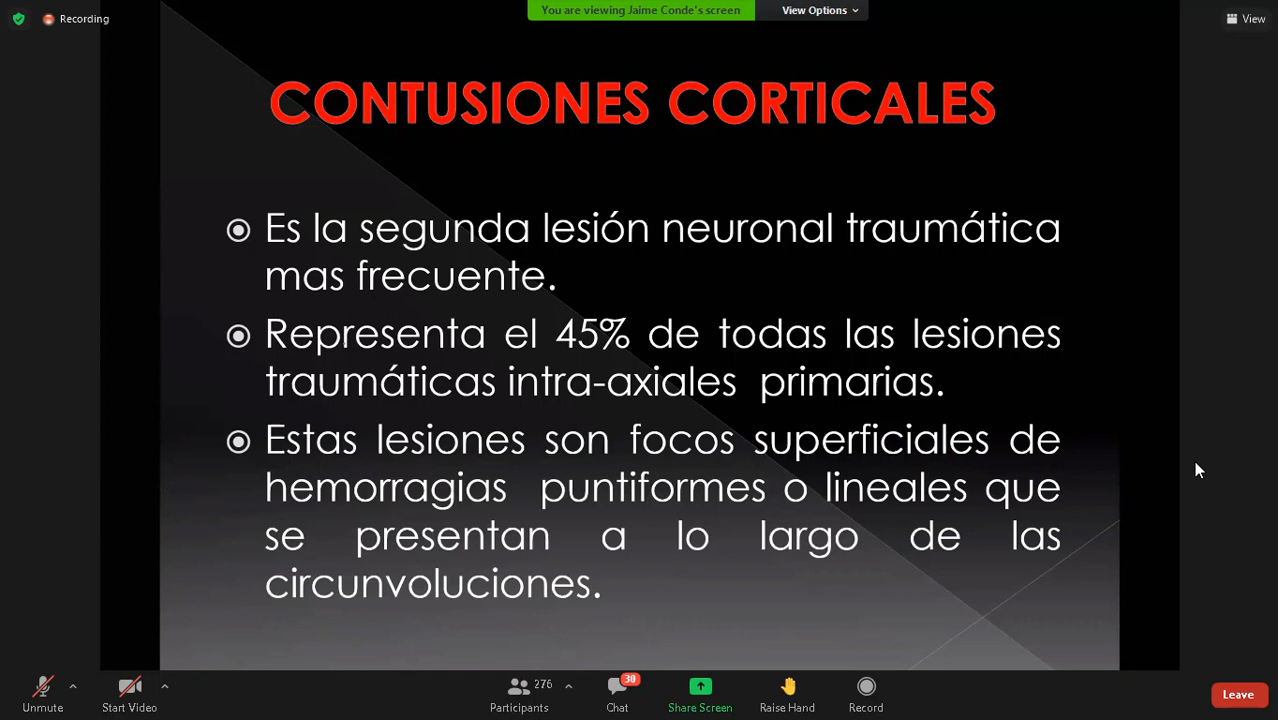 Recording
You are viewing Jaime Conde's screen
View Options
View
CONTUSIONES CORTICALES
Es la segunda lesión neuronal traumática
mas frecuente.
Representa el 45% de todas las lesiones
traumáticas intra-axiales primarias.
Estas lesiones son focos superficiales de
hemorragias puntiformes o lineales que
se presentan a lo largo de las
circunvoluciones.
276
30
Unmute
Start Video
Participants
Chat
Share Screen
Raise Hand
Record
Leave